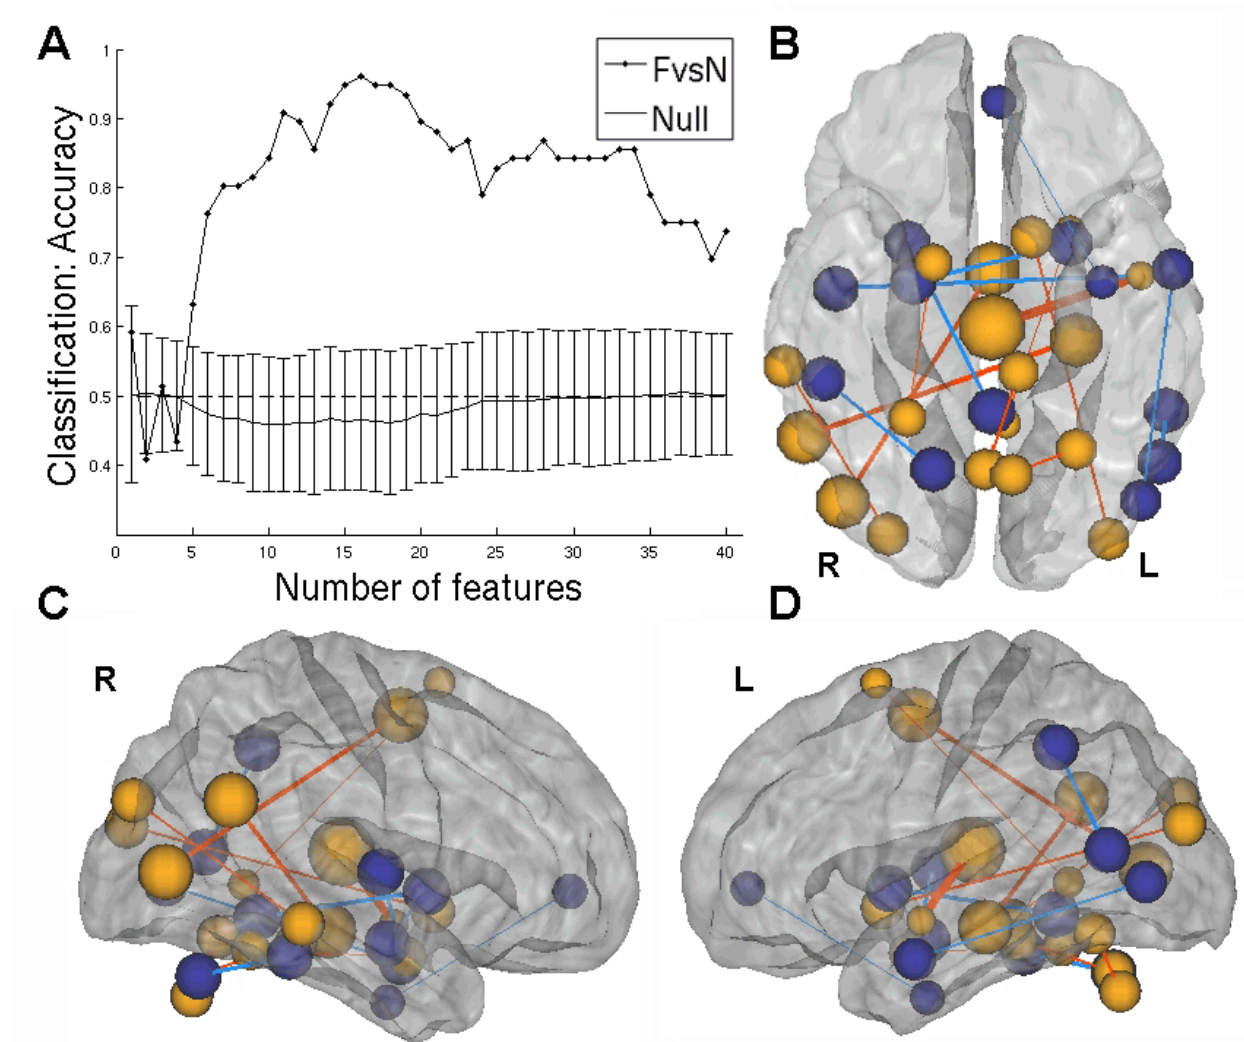 A
B
FvsN
Null
Classification: Accuracy
1
0.9
0.8
0.7
0.6
0.5
0.4
0 5 10 15 20 25 30 35 40
Number of features
R L
C
D
R
L